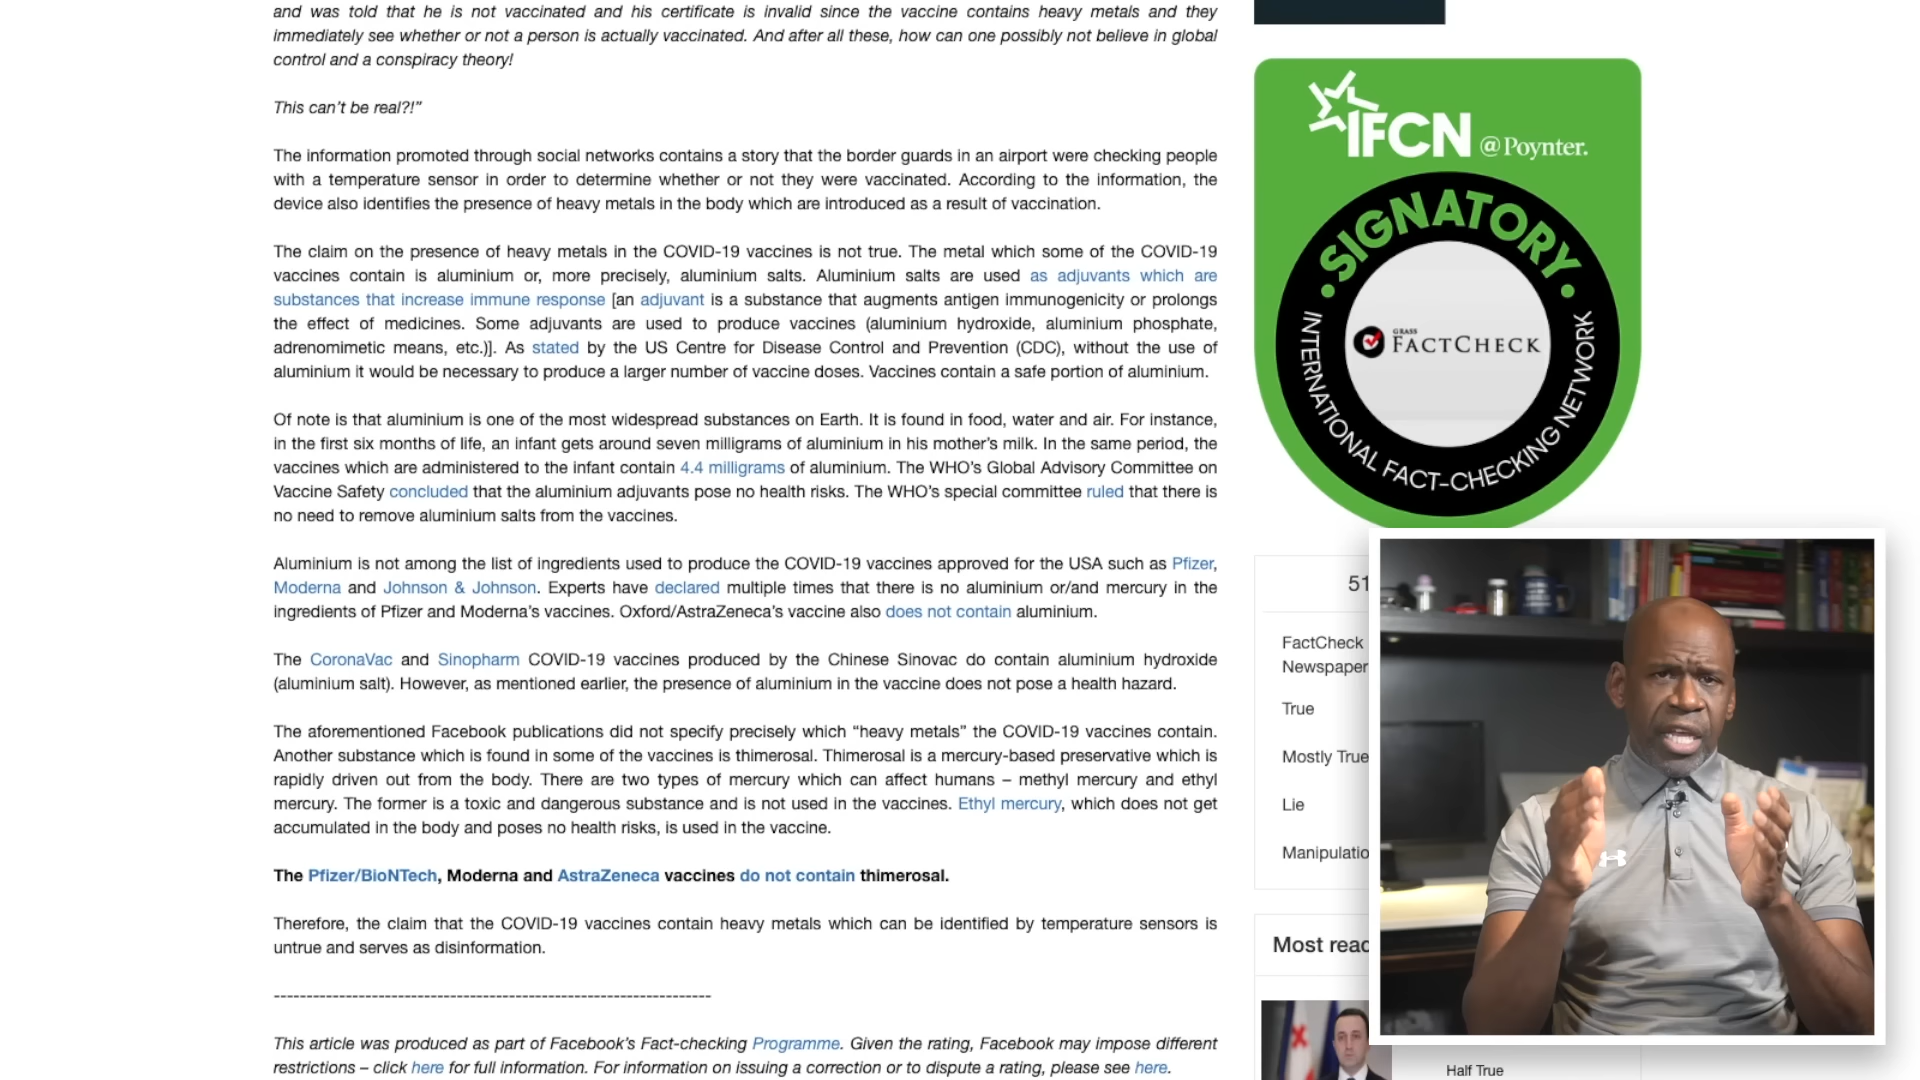 and was told that he is not vaccinated and his certificate is invalid since the vaccine contains heavy metals and they
immediately see whether or not a person is actually vaccinated. And after all these, how can one possibly not believe in global
control and a conspiracy theory!
This can't be real?!”
The information promoted through social networks contains a story that the border guards in an airport were checking people
with a temperature sensor in order to determine whether or not they were vaccinated. According to the information, the
device also identifies the presence of heavy metals in the body which are introduced as a result of vaccination.
The claim on the presence of heavy metals in the COVID-19 vaccines is not true. The metal which some of the COVID-19
vaccines contain is aluminium or, more precisely, aluminium salts. Aluminium salts are used as adjuvants which are
substances that increase immune response [an adjuvant is a substance that augments antigen immunogenicity or prolongs
the effect of medicines. Some adjuvants are used to produce vaccines (aluminium hydroxide, aluminium phosphate,
adrenomimetic means, etc.)]. As stated by the US Centre for Disease Control and Prevention (CDC), without the use of
aluminium it would be necessary to produce a larger number of vaccine doses. Vaccines contain a safe portion of aluminium.
Of note is that aluminium is one of the most widespread substances on Earth. It is found in food, water and air. For instance,
in the first six months of life, an infant gets around seven milligrams of aluminium in his mother's milk. In the same period, the
vaccines which are administered to the infant contain 4.4 milligrams of aluminium. The WHO's Global Advisory Committee on
Vaccine Safety concluded that the aluminium adjuvants pose no health risks. The WHO's special committee ruled that there is
no need to remove aluminium salts from the vaccines.
Aluminium is not among the list of ingredients used to produce the COVID-19 vaccines approved for the USA such as Pfizer,
Moderna and Johnson & Johnson. Experts have declared multiple times that there is no aluminium or/and mercury in the
ingredients of Pfizer and Moderna's vaccines. Oxford/AstraZeneca's vaccine also does not contain aluminium.
The CoronaVac and Sinopharm COVID-19 vaccines produced by the Chinese Sinovac do contain aluminium hydroxide
(aluminium salt). However, as mentioned earlier, the presence of aluminium in the vaccine does not pose a health hazard.
The aforementioned Facebook publications did not specify precisely which “heavy metals” the COVID-19 vaccines contain.
Another substance which is found in some of the vaccines is thimerosal. Thimerosal is a mercury-based preservative which is
rapidly driven out from the body. There are two types of mercury which can affect humans – methyl mercury and ethyl
mercury. The former is a toxic and dangerous substance and is not used in the vaccines. Ethyl mercury, which does not get
accumulated in the body and poses no health risks, is used in the vaccine.
The Pfizer/BioNTech, Moderna and AstraZeneca vaccines do not contain thimerosal.
Therefore, the claim that the COVID-19 vaccines contain heavy metals which can be identified by temperature sensors is
untrue and serves as disinformation.
-------------------------------------------------------------------
This article was produced as part of Facebook's Fact-checking Programme. Given the rating, Facebook may impose different
restrictions – click here for full information. For information on issuing a correction or to dispute a rating, please see here.
IFCN @Poynter.
• SIGNATORY •
GRASS
FACTCHECK
INTERNATIONAL FACT-CHECKING NETWORK
51
FactCheck
Newspaper
True
Mostly True
Lie
Manipulatio
Most read
Half True